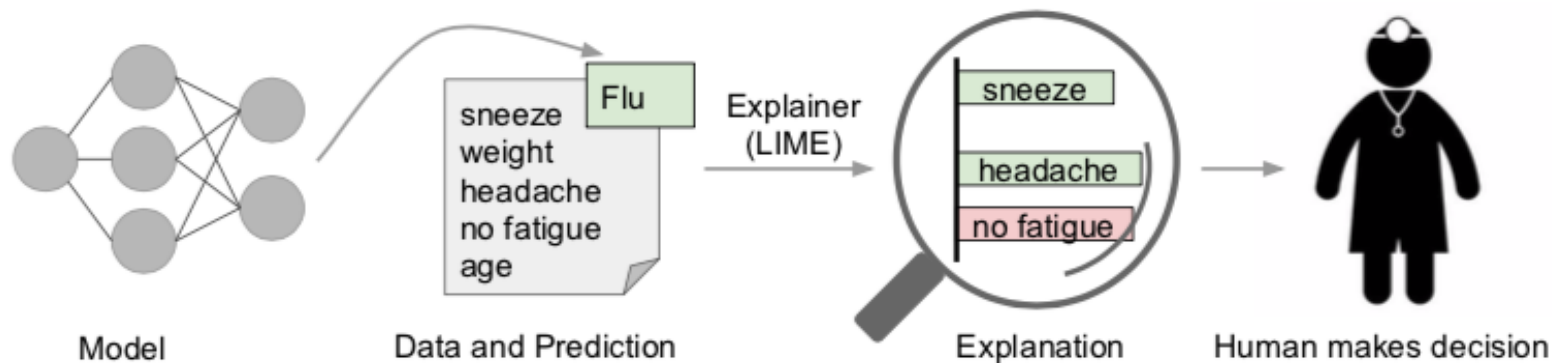 Flu
sneeze
weight
headache
no fatigue
age
Explainer
(LIME)
sneeze
headache
no fatigue
Model
Data and Prediction
Explanation
Human makes decision